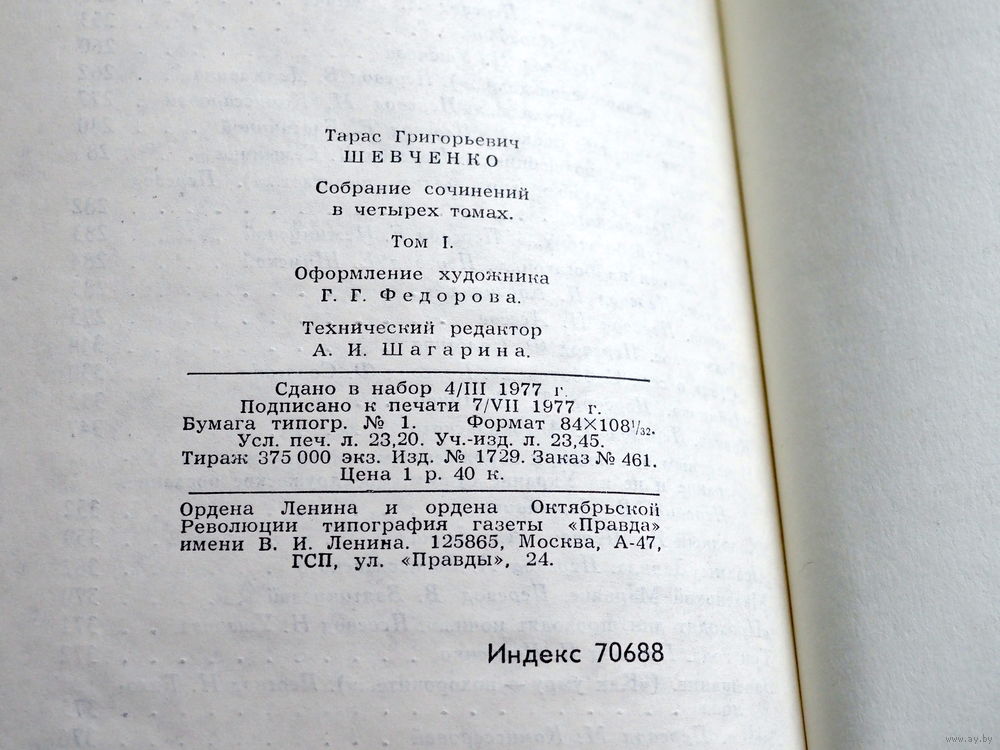 Тарас Григорьевич
ШЕВЧЕНКО
Собрание сочинений
в четырех томах.
Том I.
Оформление художника
Г. Г. Федорова.
Технический редактор
А. И. Шагарина.
Сдано в набор 4/III 1977 г.
Подписано к печати 7/VII 1977 г.
Бумага типогр. № 1. Формат 84×108¹/₃₂.
Усл. печ. л. 23,20. Уч.-изд. л. 23,45.
Тираж 375 000 экз. Изд. № 1729. Заказ № 461.
Цена 1 р. 40 к.
Ордена Ленина и ордена Октябрьской
Революции типография газеты «Правда»
имени В. И. Ленина. 125865, Москва, А-47,
ГСП, ул. «Правды», 24.
Индекс 70688
www.ay.by